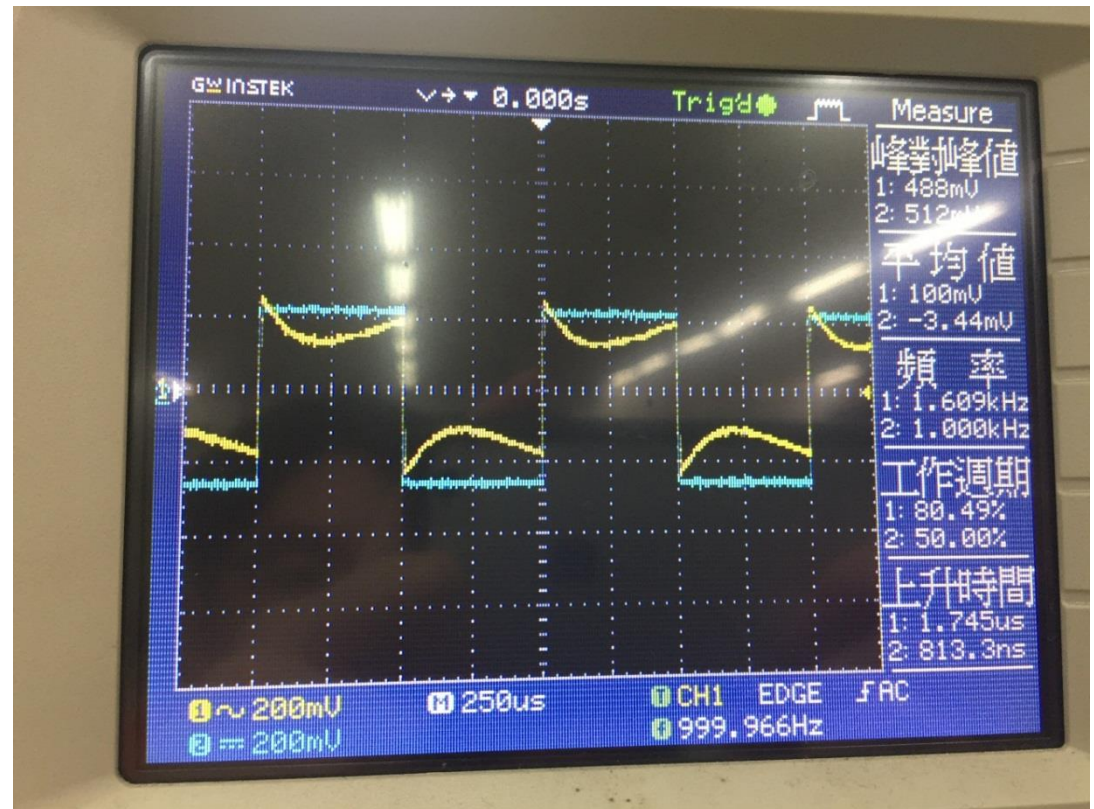 GWINSTEK 0.000s Trig'd Measure
峰對峰值
1: 488mV
2: 512mV
平均值
1: 100mV
2: -3.44mV
頻率
1: 1.609kHz
2: 1.000kHz
工作週期
1: 80.49%
2: 50.00%
上升時間
1: 1.745us
2: 813.3ns
1 200mV M 250us T CH1 EDGE AC
2 200mV f 999.966Hz